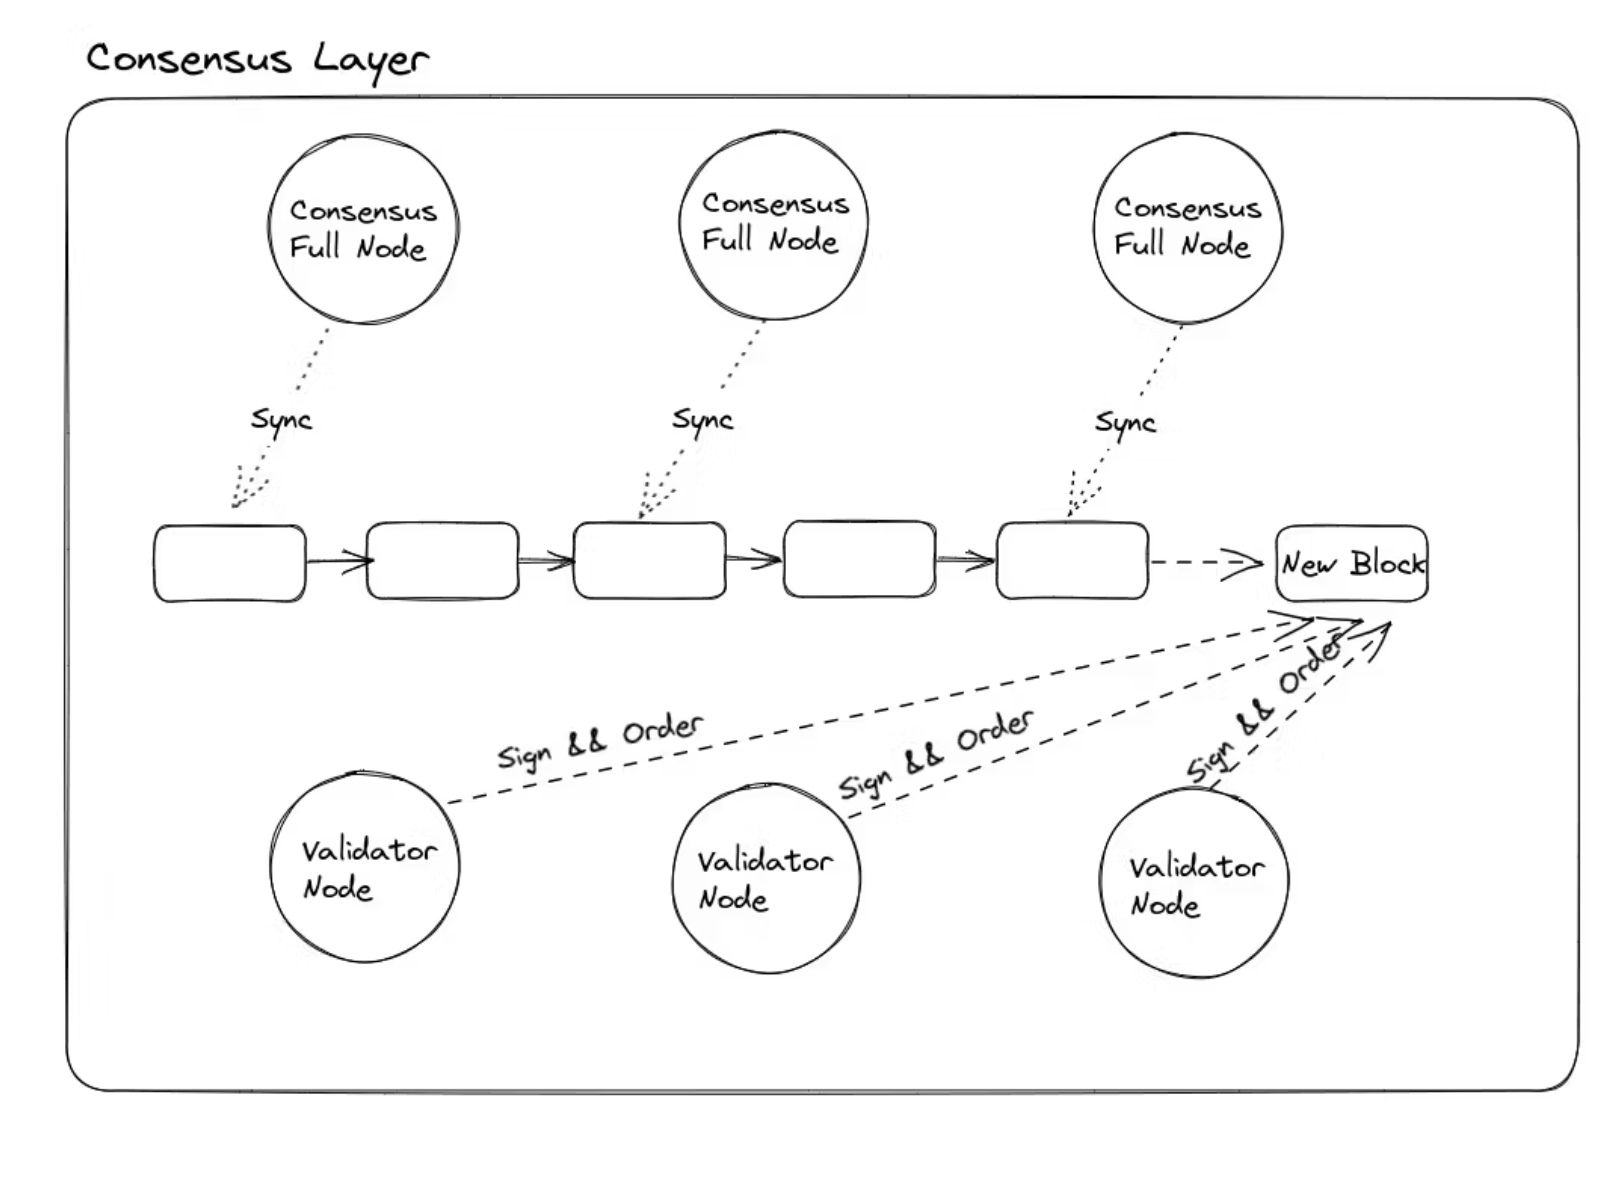 Consensus Layer
Consensus
Full Node
Consensus
Full Node
Consensus
Full Node
Sync
Sync
Sync
New Block
Sign && Order
Sign && Order
Sign && Order
Validator
Node
Validator
Node
Validator
Node